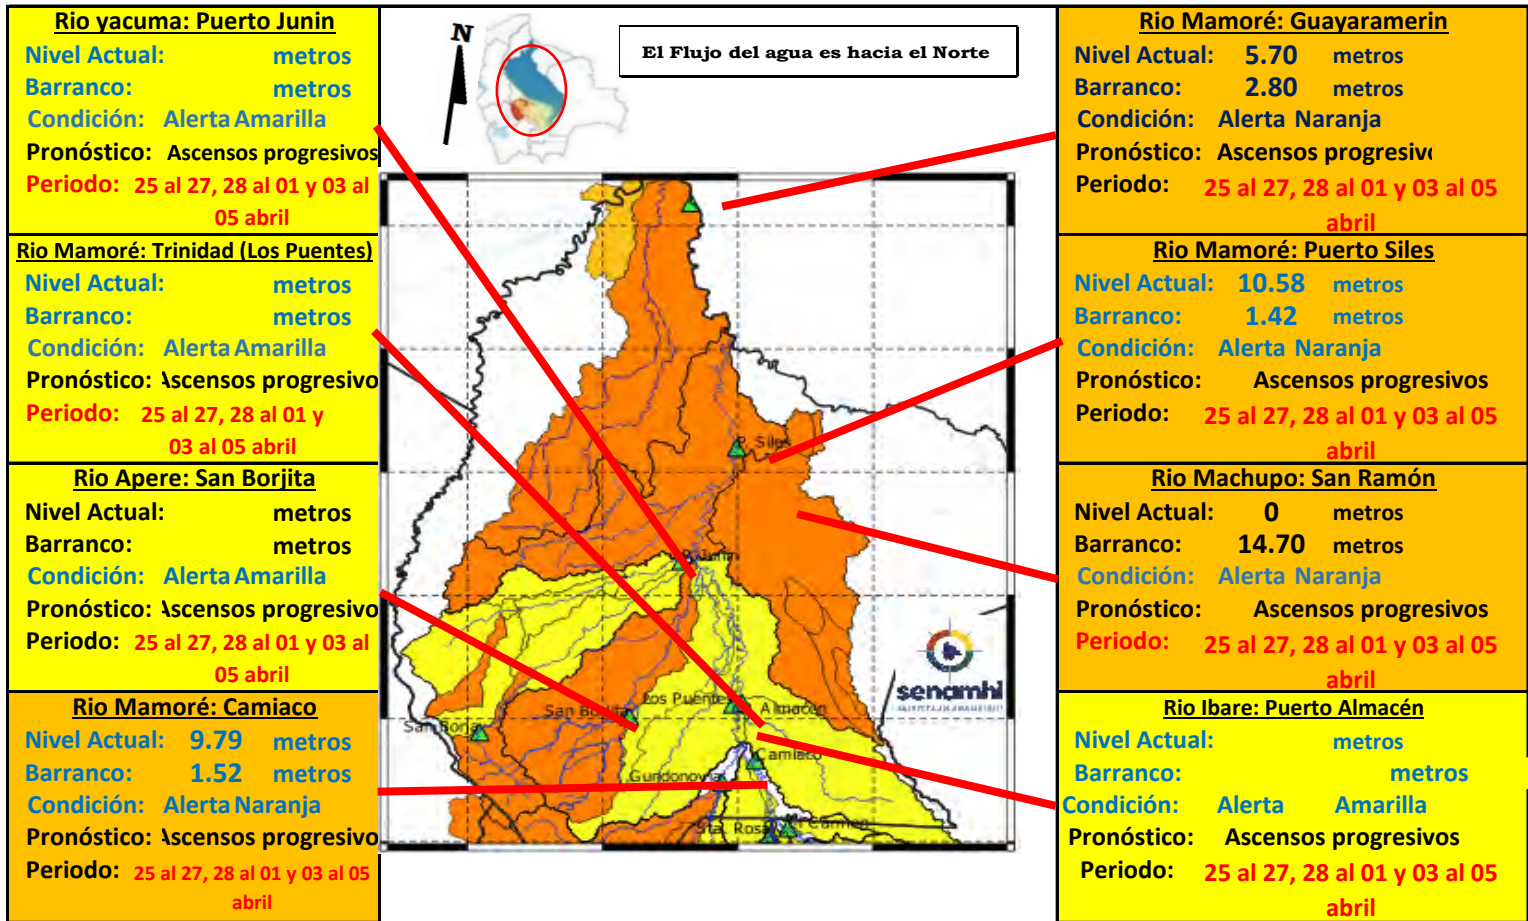 Rio yacuma: Puerto Junin
Nivel Actual: metros
Barranco: metros
Condición: Alerta Amarilla
Pronóstico: Ascensos progresivos
Periodo: 25 al 27, 28 al 01 y 03 al
05 abril
Rio Mamoré: Trinidad (Los Puentes)
Nivel Actual: metros
Barranco: metros
Condición: Alerta Amarilla
Pronóstico: Ascensos progresivo
Periodo: 25 al 27, 28 al 01 y
03 al 05 abril
Rio Apere: San Borjita
Nivel Actual: metros
Barranco: metros
Condición: Alerta Amarilla
Pronóstico: Ascensos progresivo
Periodo: 25 al 27, 28 al 01 y 03 al
05 abril
Rio Mamoré: Camiaco
Nivel Actual: 9.79 metros
Barranco: 1.52 metros
Condición: Alerta Naranja
Pronóstico: Ascensos progresivo
Periodo: 25 al 27, 28 al 01 y 03 al 05
abril
N
El Flujo del agua es hacia el Norte
P. Siles
P. Junin
Los Puentes
P. Almacén
San Borjita
San Borja
Camiaco
Gundonovia
Sta. Rosa
El Carmen
senamhi
Rio Mamoré: Guayaramerin
Nivel Actual: 5.70 metros
Barranco: 2.80 metros
Condición: Alerta Naranja
Pronóstico: Ascensos progresiv
Periodo: 25 al 27, 28 al 01 y 03 al 05
abril
Rio Mamoré: Puerto Siles
Nivel Actual: 10.58 metros
Barranco: 1.42 metros
Condición: Alerta Naranja
Pronóstico: Ascensos progresivos
Periodo: 25 al 27, 28 al 01 y 03 al 05
abril
Rio Machupo: San Ramón
Nivel Actual: 0 metros
Barranco: 14.70 metros
Condición: Alerta Naranja
Pronóstico: Ascensos progresivos
Periodo: 25 al 27, 28 al 01 y 03 al 05
abril
Rio Ibare: Puerto Almacén
Nivel Actual: metros
Barranco: metros
Condición: Alerta Amarilla
Pronóstico: Ascensos progresivos
Periodo: 25 al 27, 28 al 01 y 03 al 05
abril